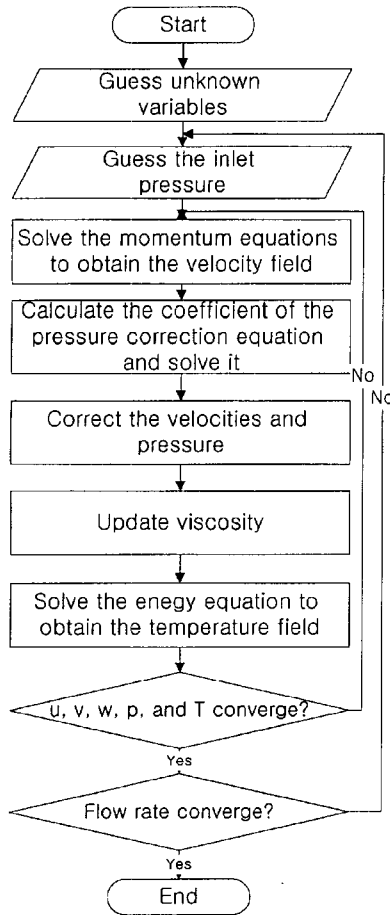 Start
Guess unknown
variables
Guess the inlet
pressure
Solve the momentum equations
to obtain the velocity field
Calculate the coefficient of the
pressure correction equation
and solve it
No
No
Correct the velocities and
pressure
Update viscosity
Solve the enegy equation to
obtain the temperature field
u, v, w, p, and T converge?
Yes
Flow rate converge?
Yes
End